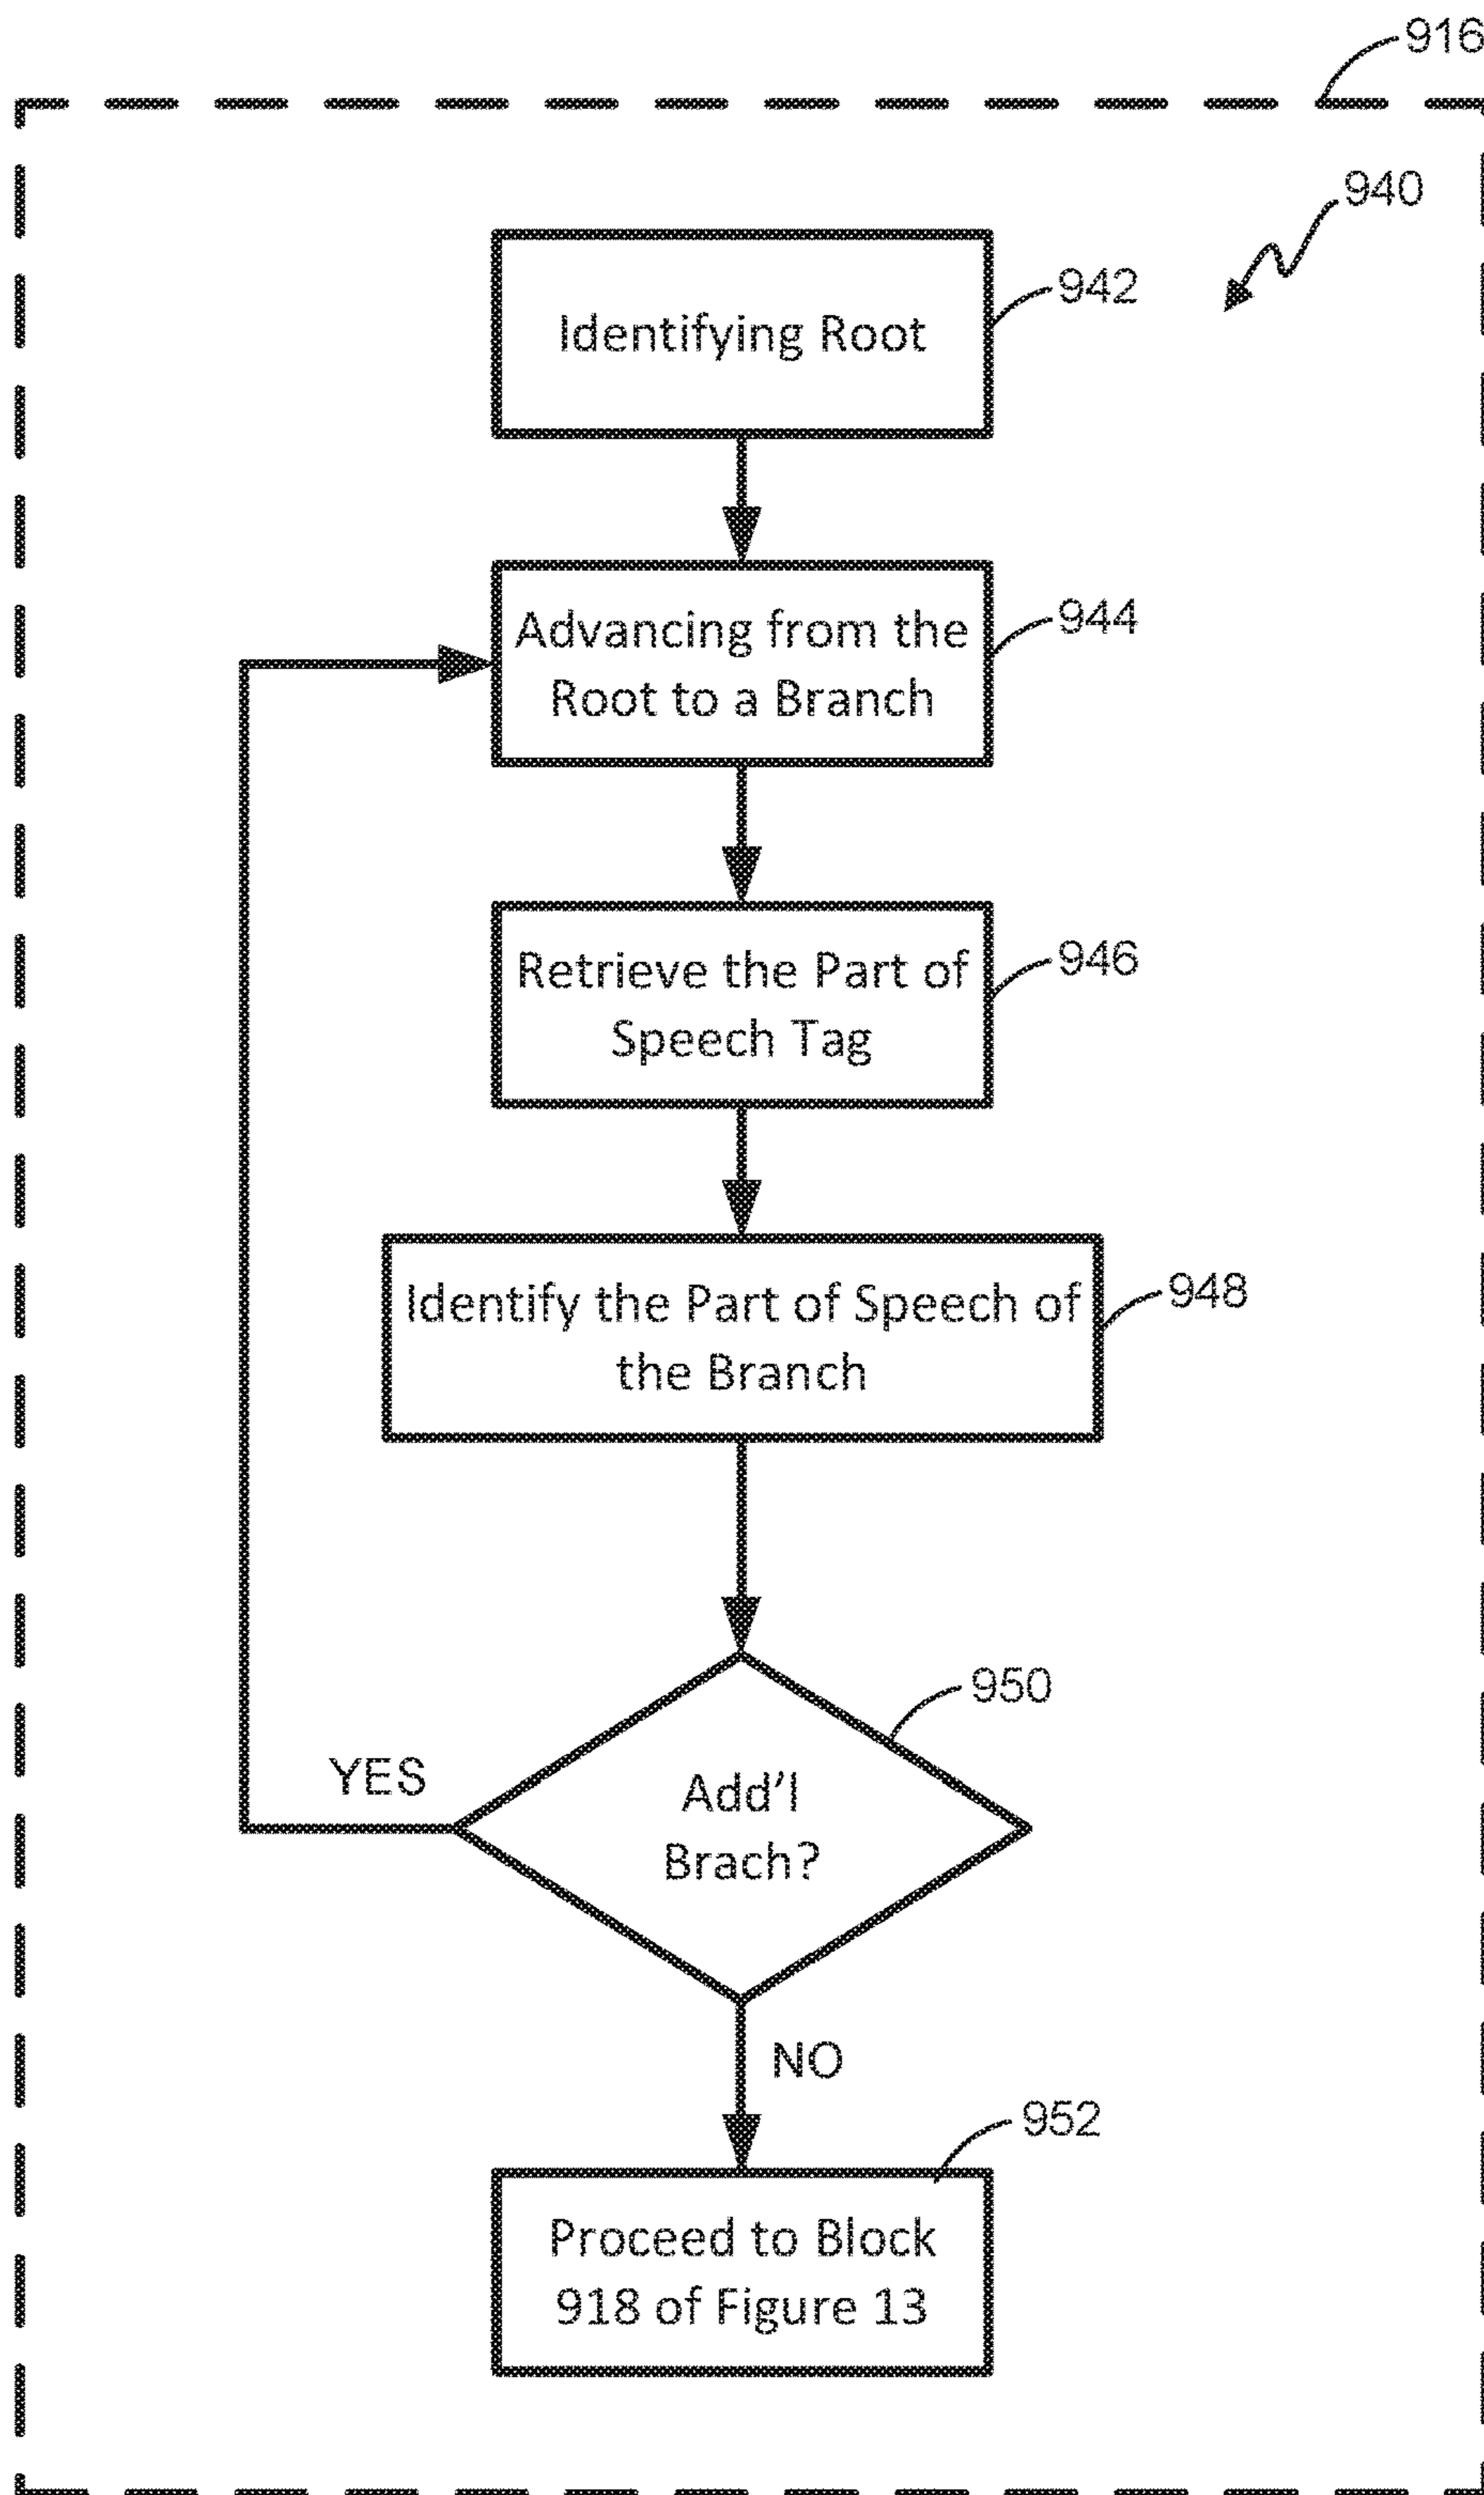 916
940
Identifying Root
942
Advancing from the
Root to a Branch
944
Retrieve the Part of
Speech Tag
946
Identify the Part of Speech of
the Branch
948
950
YES
Add'l
Brach?
NO
952
Proceed to Block
918 of Figure 13